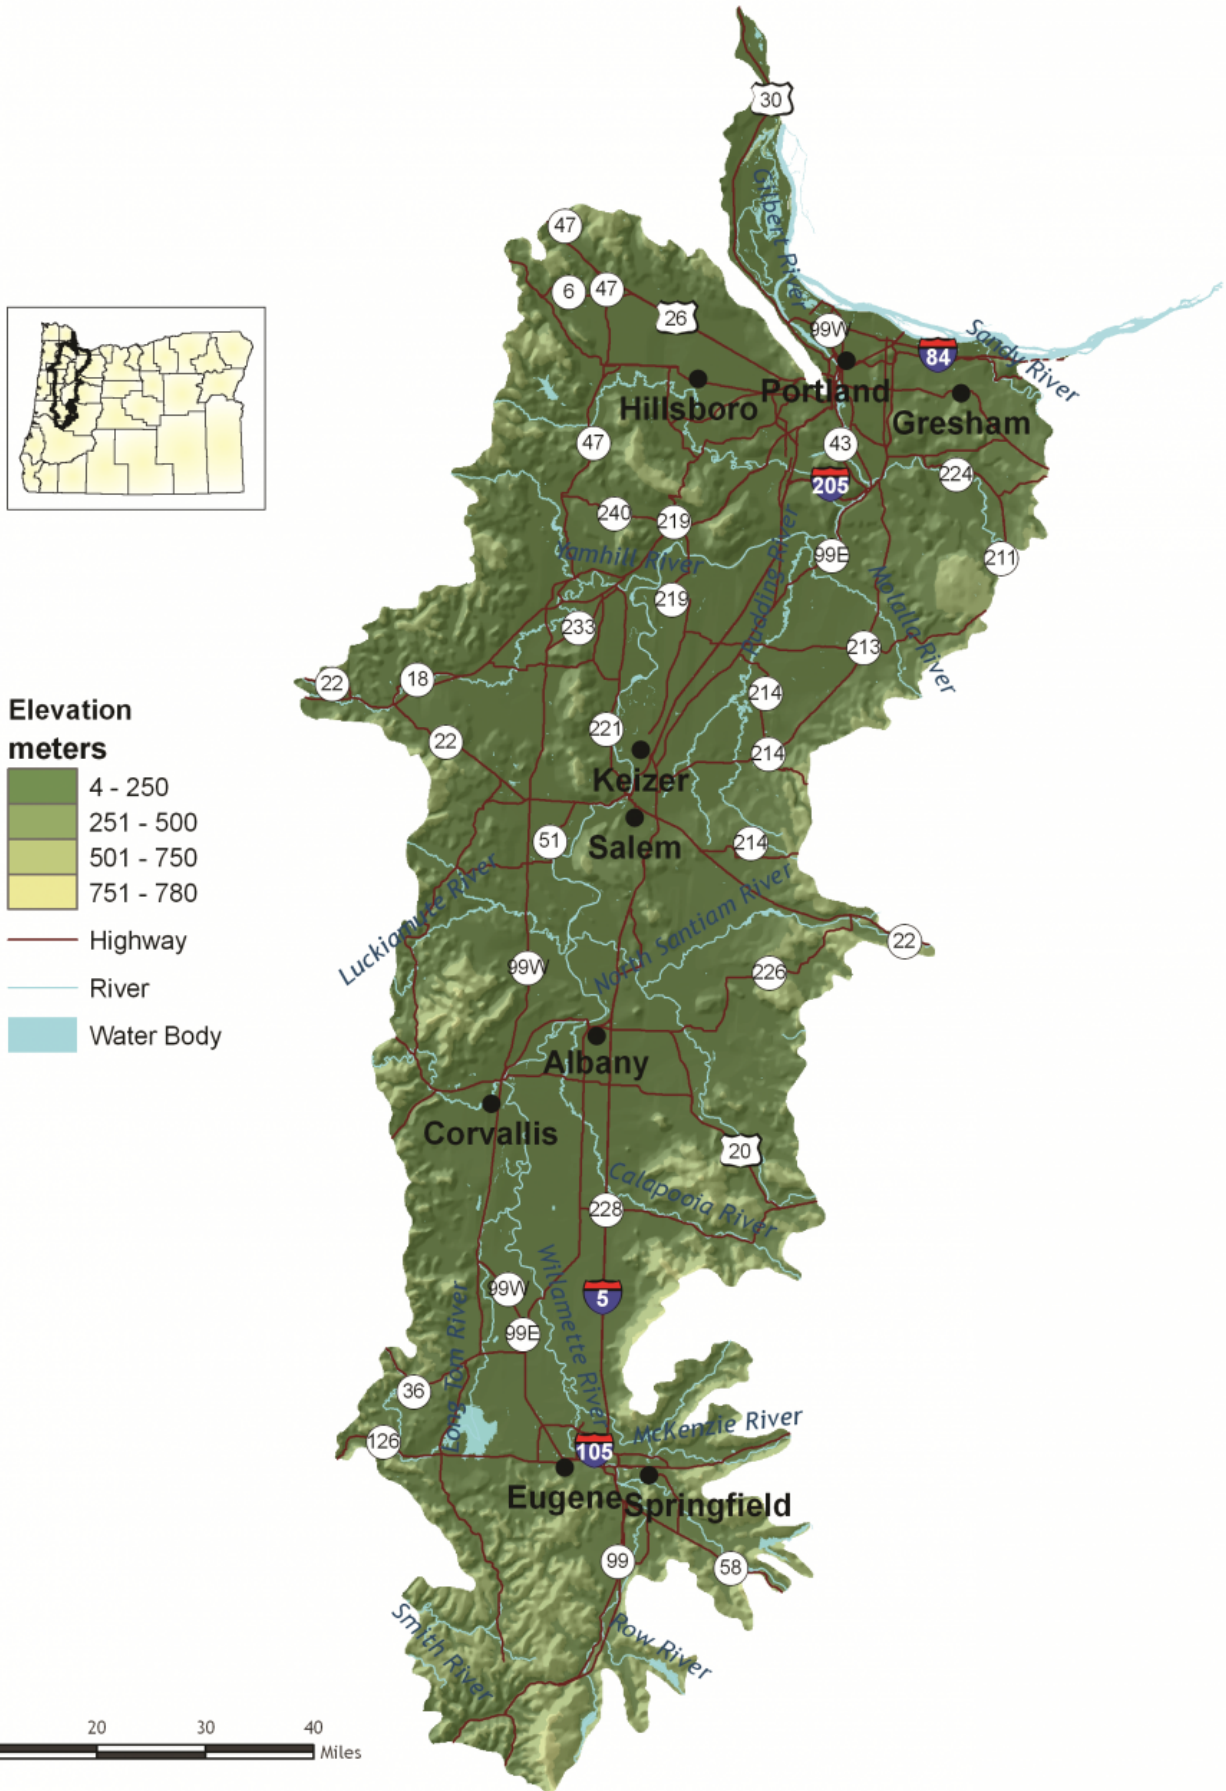 30
Gilbert River
47
6
47
26
99W
84
Sandy River
Portland
Hillsboro
Gresham
47
43
205
224
240
219
Yamhill River
Pudding River
99E
211
Molalla River
219
233
213
22
18
214
221
22
214
Keizer
Salem
51
214
Luckiamute River
North Santiam River
22
99W
226
Albany
Corvallis
20
Calapooia River
228
99W
Willamette River
5
99E
Long Tom River
36
McKenzie River
126
105
Eugene
Springfield
99
58
Smith River
Row River
Elevation
meters
4 - 250
251 - 500
501 - 750
751 - 780
Highway
River
Water Body
20 30 40
Miles